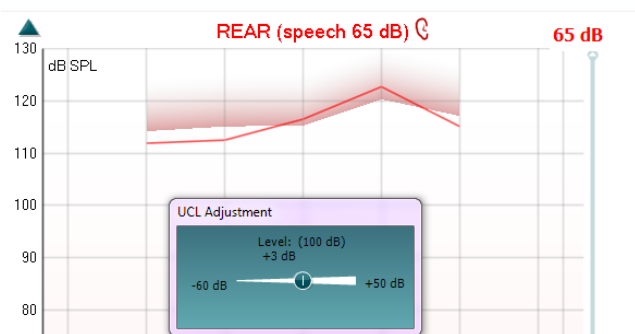 REAR (speech 65 dB)
65 dB
130
dB SPL
120
110
100
UCL Adjustment
Level: (100 dB)
+3 dB
90
-60 dB
+50 dB
80